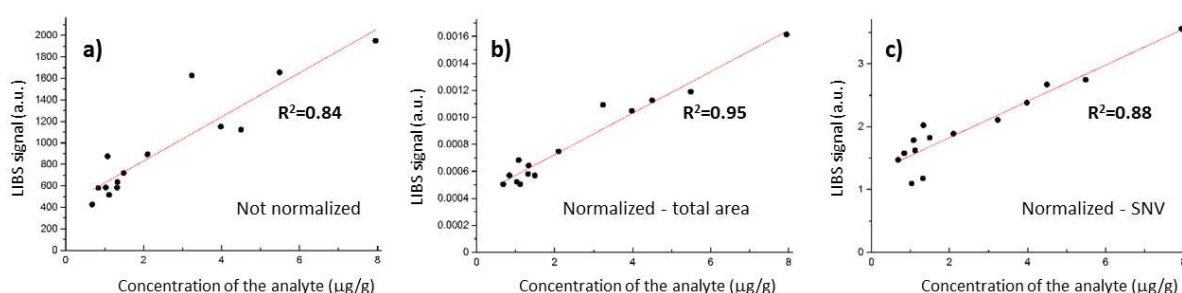 a)
LIBS signal (a.u.)
2000
1800
1600
1400
1200
1000
800
600
400
200
0
R²=0.84
Not normalized
0 2 4 6 8
Concentration of the analyte (µg/g)
b)
LIBS signal (a.u.)
0.0016
0.0014
0.0012
0.0010
0.0008
0.0006
0.0004
0.0002
0.0000
R²=0.95
Normalized - total area
0 2 4 6 8
Concentration of the analyte (µg/g)
c)
LIBS signal (a.u.)
3
2
1
0
R²=0.88
Normalized - SNV
0 2 4 6 8
Concentration of the analyte (µg/g)